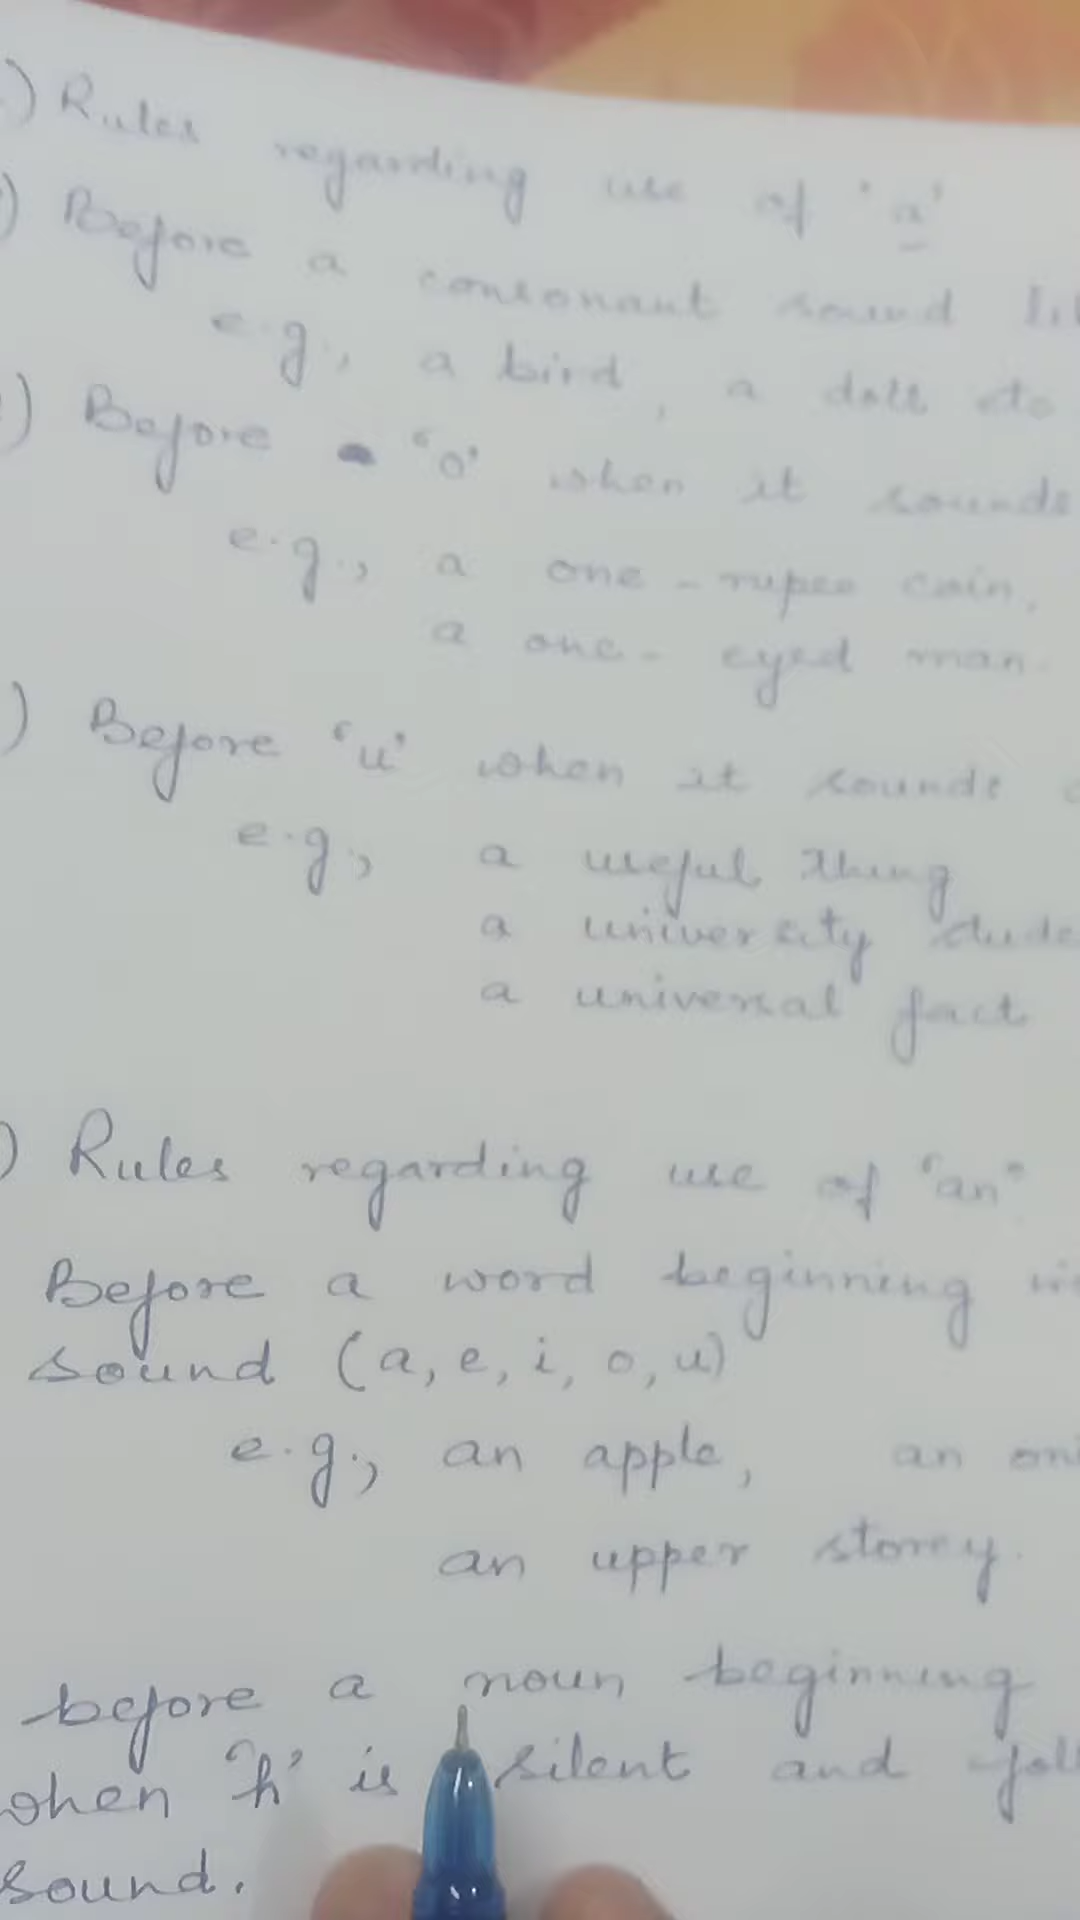 ) Rules regarding use of 'a'
) Before a consonant sound
e.g., a bird, a doll etc
) Before 'o' when it sounds
e.g., a one-rupee coin,
a one-eyed man.
) Before 'u' when it sounds
e.g., a useful thing
a university
a universal fact
) Rules regarding use of 'an'
Before a word beginning
sound (a, e, i, o, u)
e.g., an apple, an
an upper storey.
before a noun beginning
when 'h' is silent and
sound.